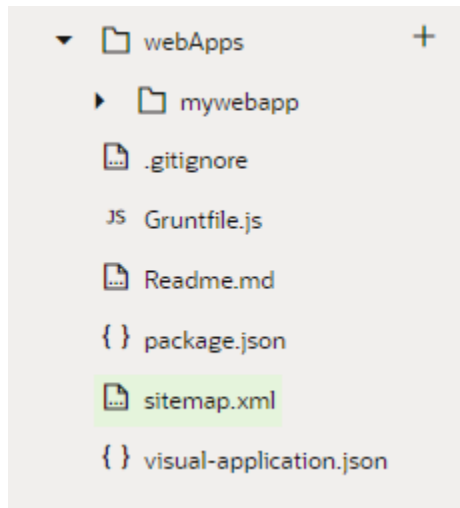 webApps
mywebapp
.gitignore
JS Gruntfile.js
Readme.md
{ } package.json
sitemap.xml
{ } visual-application.json